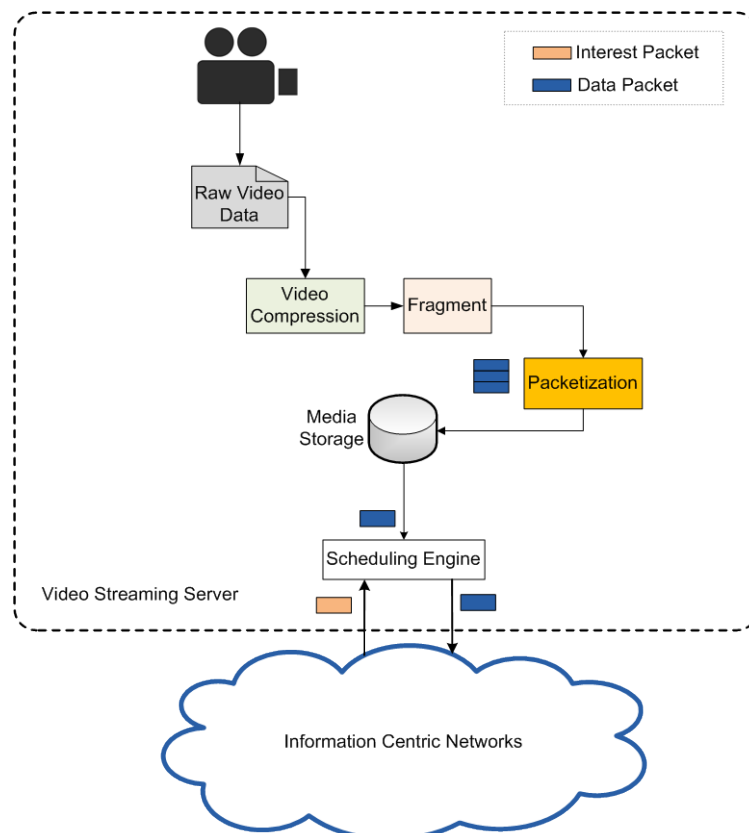 Interest Packet
Data Packet
Raw Video
Data
Video
Compression
Fragment
Packetization
Media
Storage
Scheduling Engine
Video Streaming Server
Information Centric Networks